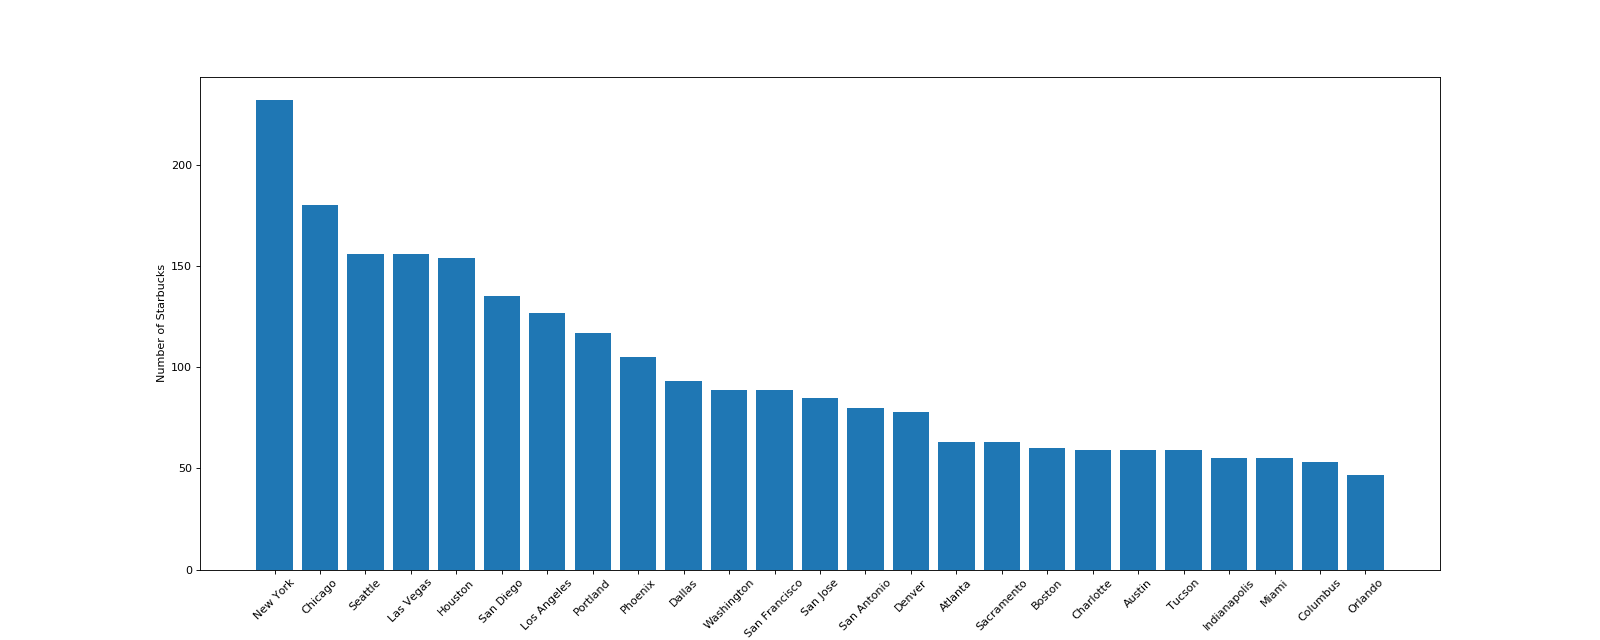 Number of Starbucks
200
150
100
50
0
New York
Chicago
Seattle
Las Vegas
Houston
San Diego
Los Angeles
Portland
Phoenix
Dallas
Washington
San Francisco
San Jose
San Antonio
Denver
Atlanta
Sacramento
Boston
Charlotte
Austin
Tucson
Indianapolis
Miami
Columbus
Orlando